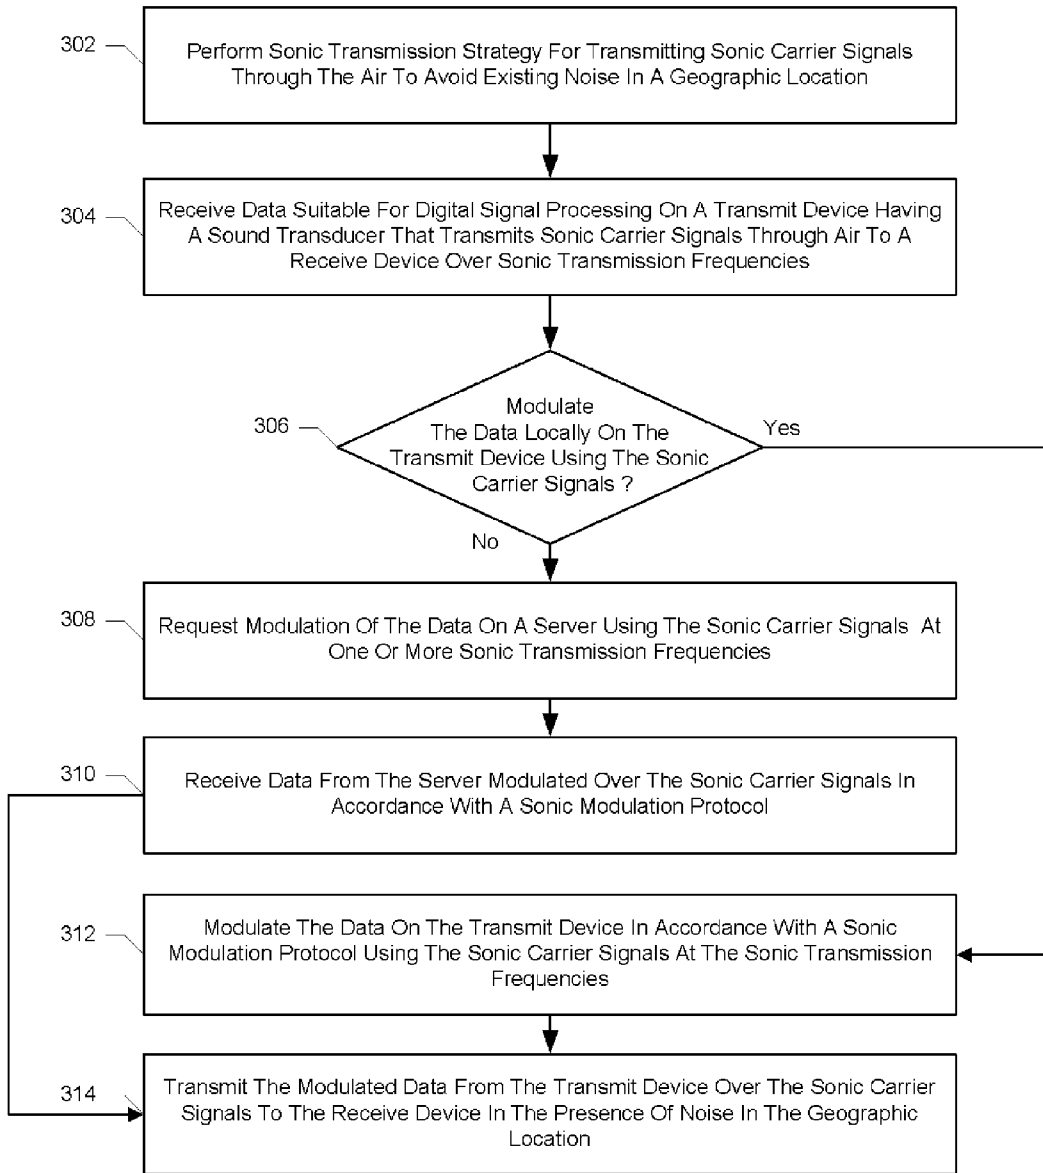 302
Perform Sonic Transmission Strategy For Transmitting Sonic Carrier Signals
Through The Air To Avoid Existing Noise In A Geographic Location
304
Receive Data Suitable For Digital Signal Processing On A Transmit Device Having
A Sound Transducer That Transmits Sonic Carrier Signals Through Air To A
Receive Device Over Sonic Transmission Frequencies
306
Modulate
The Data Locally On The
Transmit Device Using The Sonic
Carrier Signals ?
Yes
No
308
Request Modulation Of The Data On A Server Using The Sonic Carrier Signals At
One Or More Sonic Transmission Frequencies
310
Receive Data From The Server Modulated Over The Sonic Carrier Signals In
Accordance With A Sonic Modulation Protocol
312
Modulate The Data On The Transmit Device In Accordance With A Sonic
Modulation Protocol Using The Sonic Carrier Signals At The Sonic Transmission
Frequencies
314
Transmit The Modulated Data From The Transmit Device Over The Sonic Carrier
Signals To The Receive Device In The Presence Of Noise In The Geographic
Location